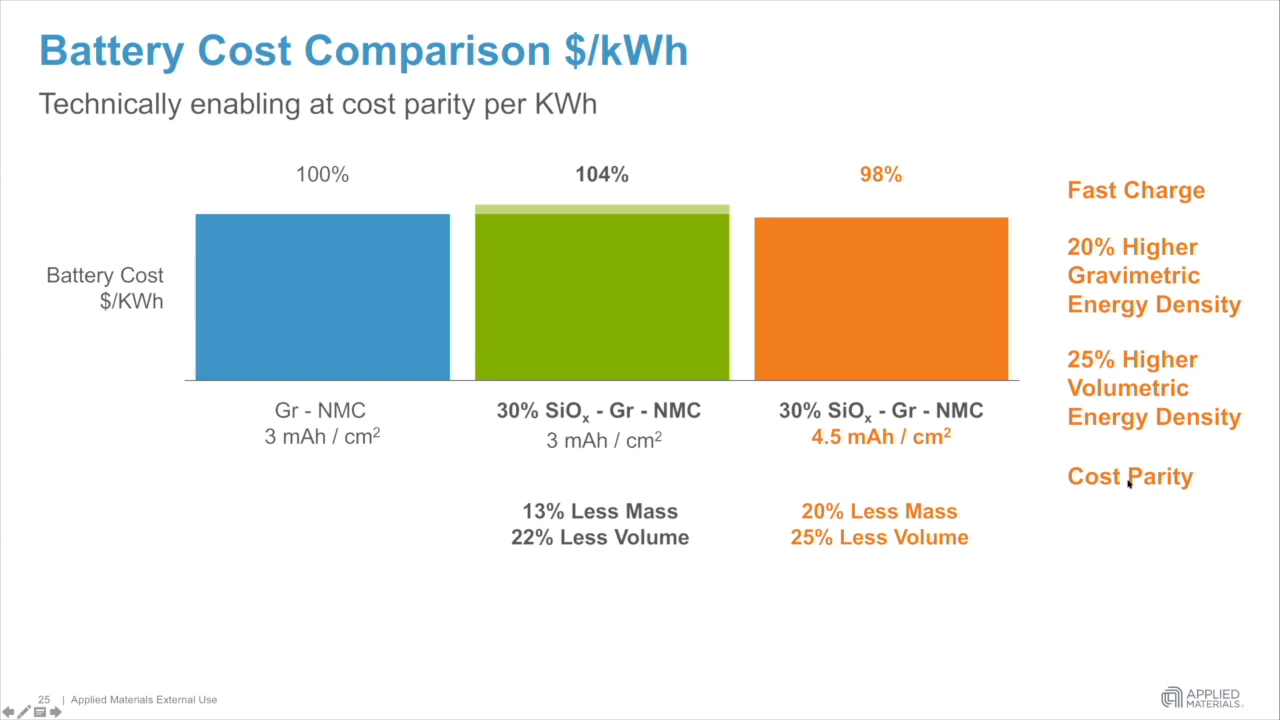 Battery Cost Comparison $/kWh
Technically enabling at cost parity per KWh
100%
104%
98%
Battery Cost
$/KWh
Gr - NMC
3 mAh / cm²
30% SiOₓ - Gr - NMC
3 mAh / cm²
13% Less Mass
22% Less Volume
30% SiOₓ - Gr - NMC
4.5 mAh / cm²
20% Less Mass
25% Less Volume
Fast Charge
20% Higher
Gravimetric
Energy Density
25% Higher
Volumetric
Energy Density
Cost Parity
25 | Applied Materials External Use
APPLIED
MATERIALS